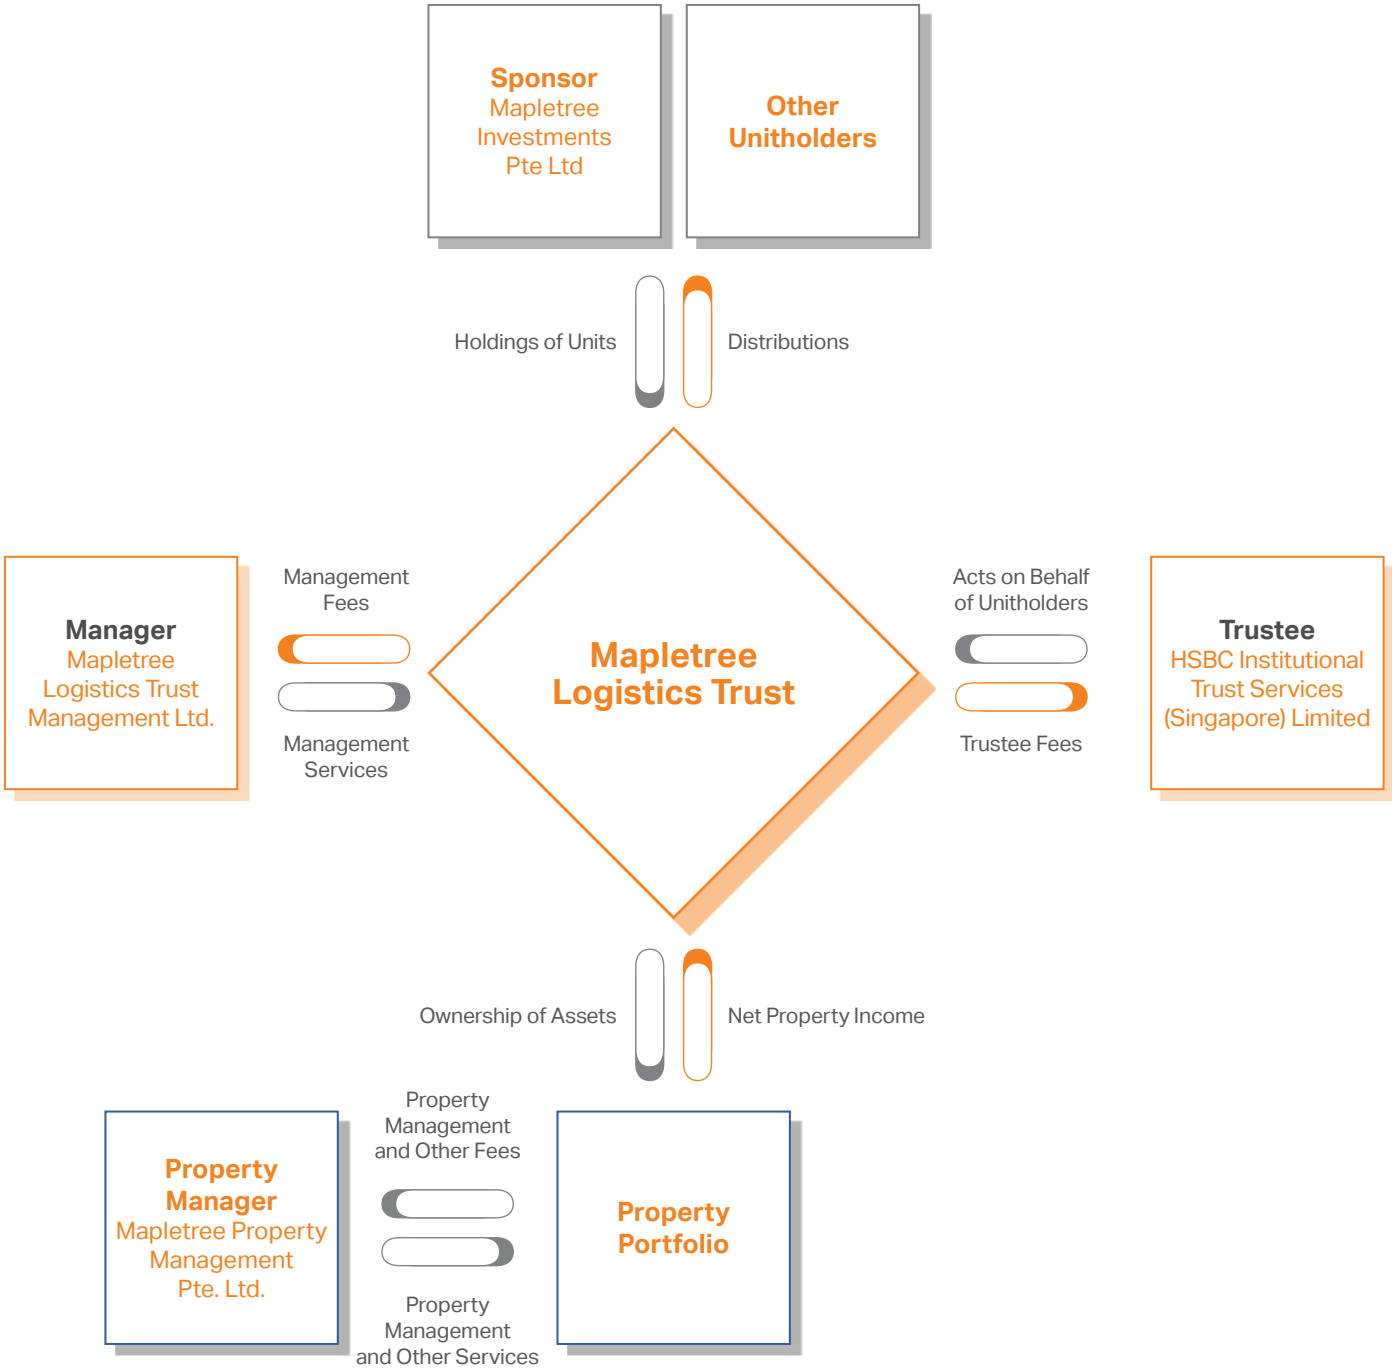 Sponsor
Mapletree
Investments
Pte Ltd
Other
Unitholders
Holdings of Units
Distributions
Management
Fees
Acts on Behalf
of Unitholders
Manager
Mapletree
Logistics Trust
Management Ltd.
Mapletree
Logistics Trust
Trustee
HSBC Institutional
Trust Services
(Singapore) Limited
Management
Services
Trustee Fees
Ownership of Assets
Net Property Income
Property
Management
and Other Fees
Property
Manager
Mapletree Property
Management
Pte. Ltd.
Property
Portfolio
Property
Management
and Other Services